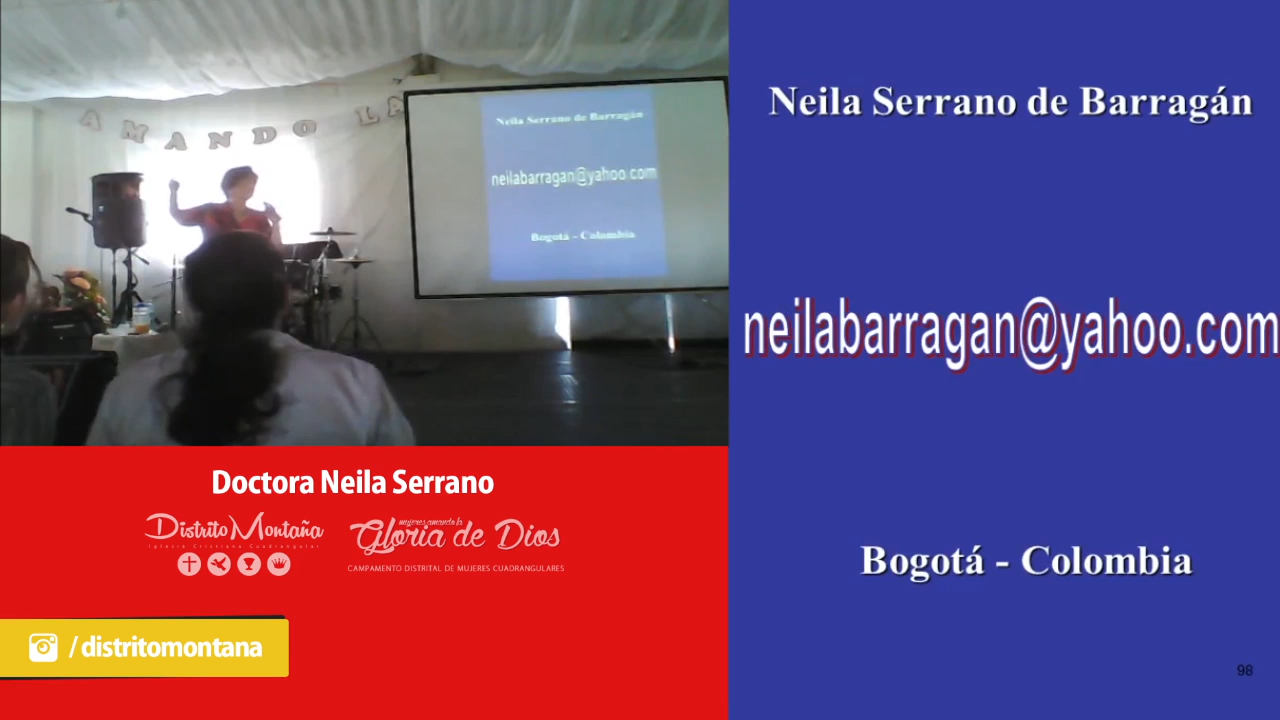 AMANDO LA
Neila Serrano de Barragán
neilabarragan@yahoo.com
Bogotá - Colombia
Doctora Neila Serrano
Distrito Montaña
Iglesia Cristiana Cuadrangular
mujeres amando la
Gloria de Dios
CAMPAMENTO DISTRITAL DE MUJERES CUADRANGULARES
/distritomontana
Neila Serrano de Barragán
neilabarragan@yahoo.com
Bogotá - Colombia
98